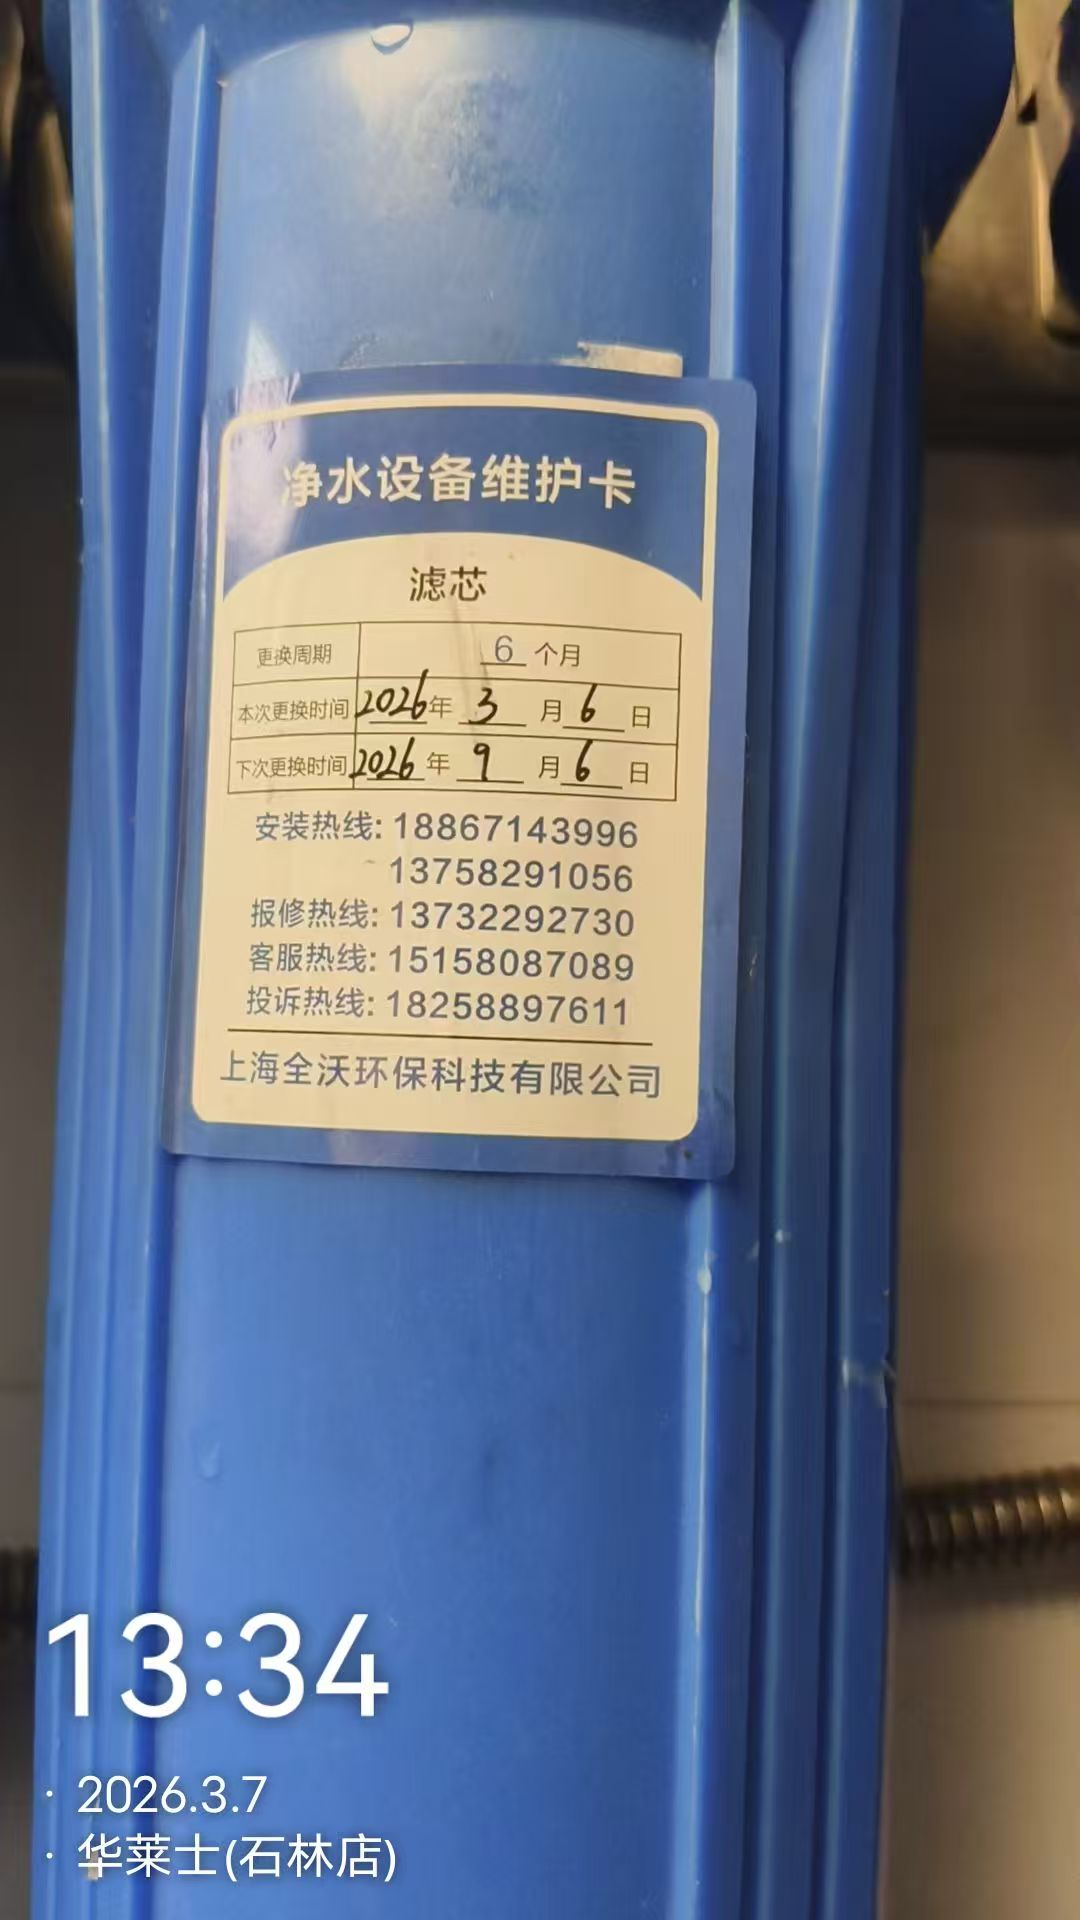 净水设备维护卡
滤芯
更换周期 6 个月
本次更换时间 2026 年 3 月 6 日
下次更换时间 2026 年 9 月 6 日
安装热线: 18867143996
13758291056
报修热线: 13732292730
客服热线: 15158087089
投诉热线: 18258897611
上海全沃环保科技有限公司
13:34
· 2026.3.7
· 华莱士(石林店)